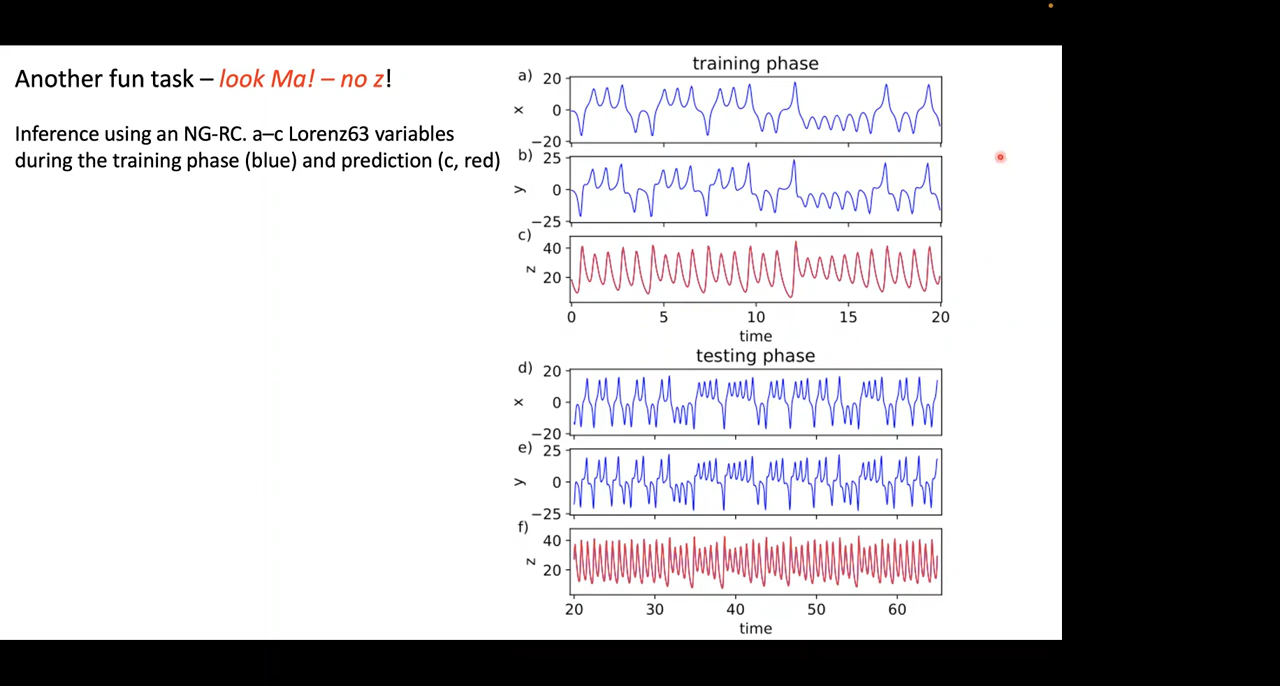 Another fun task – look Ma! – no z!
Inference using an NG-RC. a–c Lorenz63 variables
during the training phase (blue) and prediction (c, red)
training phase
a)
20
0
−20
x
b)
25
0
−25
y
c)
40
20
z
0 5 10 15 20
time
testing phase
d)
20
0
−20
x
e)
25
0
−25
y
f)
40
20
z
20 30 40 50 60
time